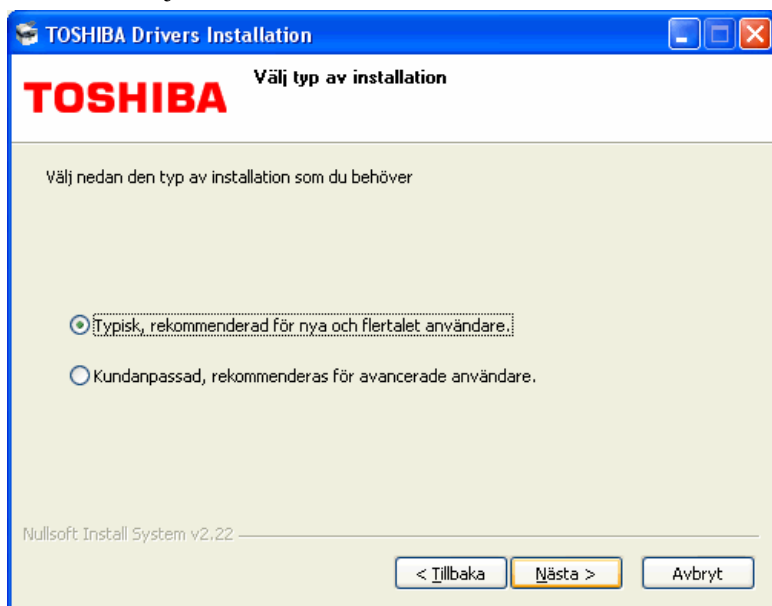 TOSHIBA Drivers Installation
TOSHIBA
Välj typ av installation
Välj nedan den typ av installation som du behöver
Typisk, rekommenderad för nya och flertalet användare.
Kundanpassad, rekommenderas för avancerade användare.
Nullsoft Install System v2.22
< Tillbaka
Nästa >
Avbryt